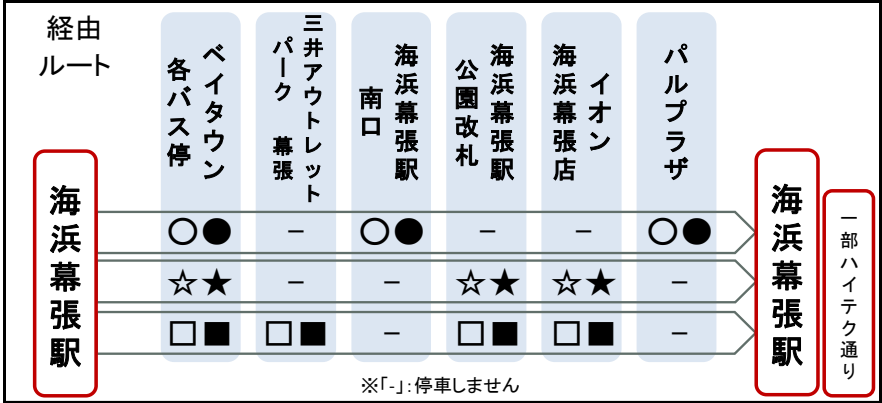 経由
ルート
ベイタウン
各バス停
三井アウトレット
パーク 幕張
海浜幕張駅
南口
海浜幕張駅
公園改札
イオン
海浜幕張店
パルプラザ
海浜幕張駅
○● － ○● － － ○●
☆★ － － ☆★ ☆★ －
□■ □■ － □■ □■ －
海浜幕張駅
一部ハイテク通り
※｢-｣：停車しません